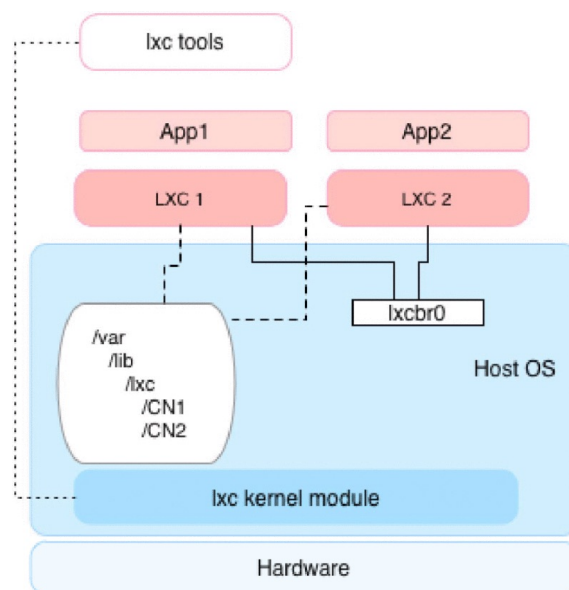 lxc tools
App1
App2
LXC 1
LXC 2
lxcbr0
/var
/lib
/lxc
/CN1
/CN2
Host OS
lxc kernel module
Hardware